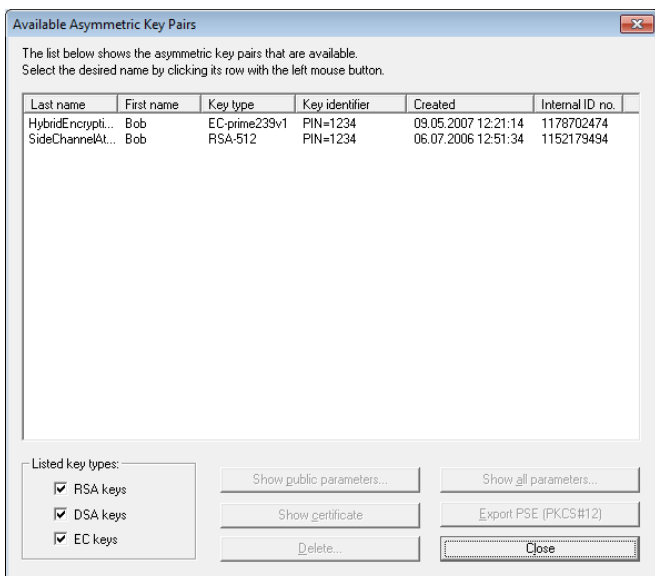 Available Asymmetric Key Pairs
The list below shows the asymmetric key pairs that are available.
Select the desired name by clicking its row with the left mouse button.
Last name First name Key type Key identifier Created Internal ID no.
HybridEncrypti... Bob EC-prime239v1 PIN=1234 09.05.2007 12:21:14 1178702474
SideChannelAt... Bob RSA-512 PIN=1234 06.07.2006 12:51:34 1152179494
Listed key types:
RSA keys
DSA keys
EC keys
Show public parameters... Show all parameters...
Show certificate Export PSE (PKCS#12)
Delete... Close